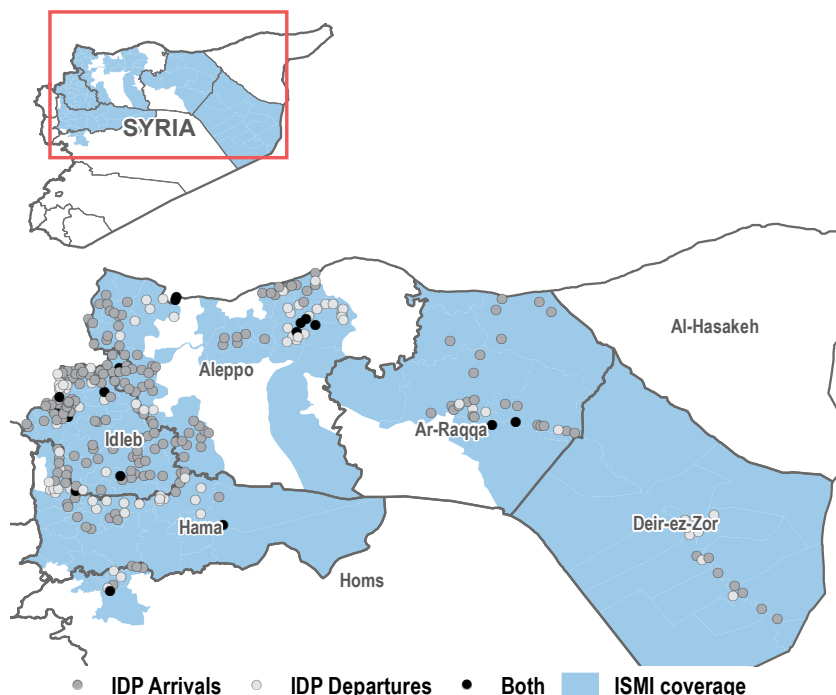 SYRIA
Al-Hasakeh
Aleppo
Ar-Raqqa
Idleb
Deir-ez-Zor
Hama
Homs
IDP Arrivals IDP Departures Both ISMI coverage